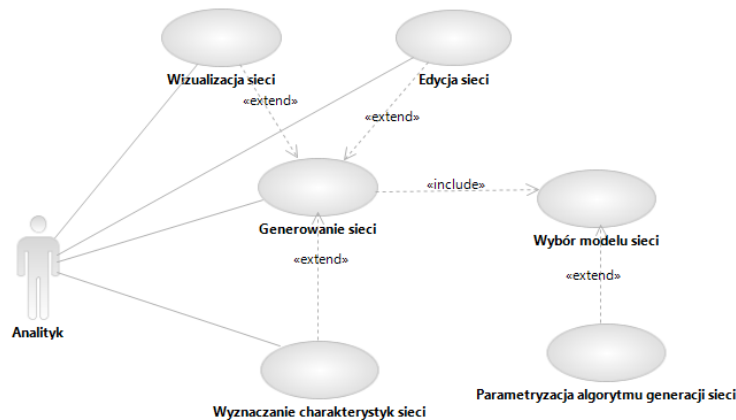 Wizualizacja sieci
Edycja sieci
«extend»
«extend»
«include»
Generowanie sieci
Wybór modelu sieci
«extend»
«extend»
Analityk
Parametryzacja algorytmu generacji sieci
Wyznaczanie charakterystyk sieci